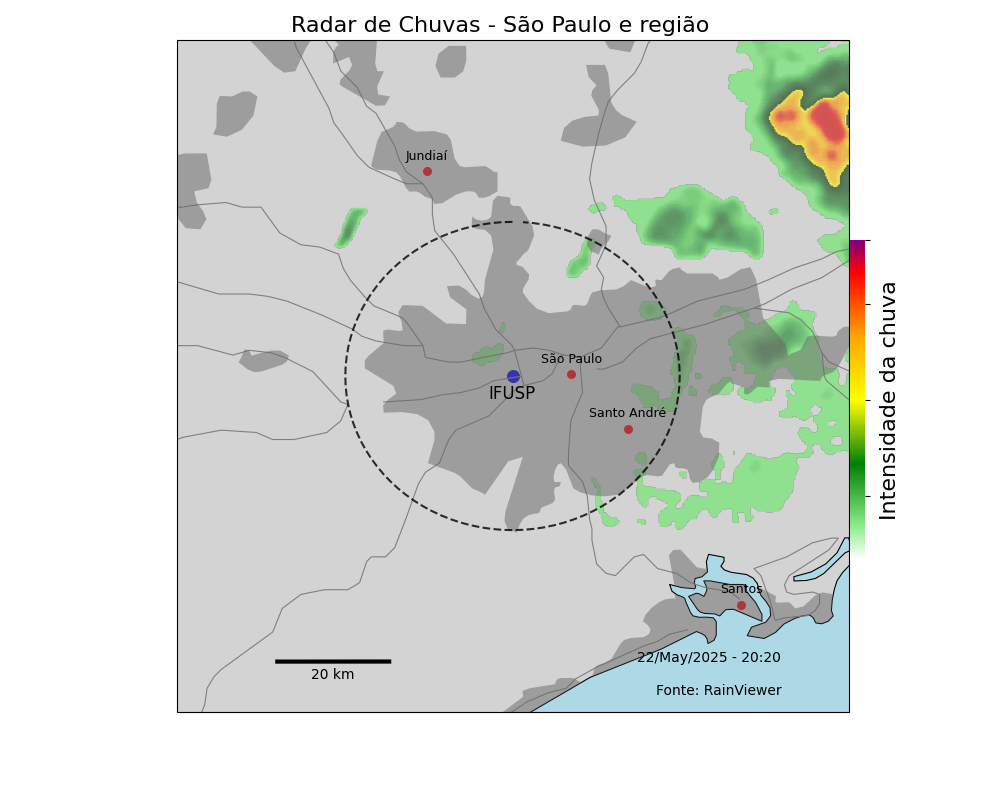 Radar de Chuvas - São Paulo e região
Jundiaí
São Paulo
IFUSP
Santo André
Intensidade da chuva
Santos
22/May/2025 - 20:20
20 km
Fonte: RainViewer